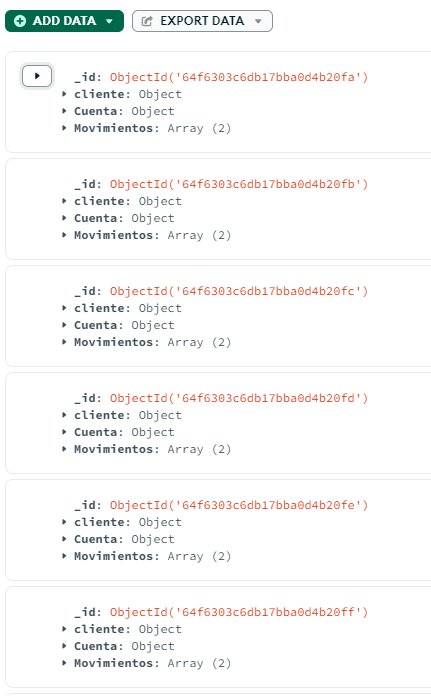 ADD DATA
EXPORT DATA
_id: ObjectId('64f6303c6db17bba0d4b20fa')
cliente: Object
Cuenta: Object
Movimientos: Array (2)
_id: ObjectId('64f6303c6db17bba0d4b20fb')
cliente: Object
Cuenta: Object
Movimientos: Array (2)
_id: ObjectId('64f6303c6db17bba0d4b20fc')
cliente: Object
Cuenta: Object
Movimientos: Array (2)
_id: ObjectId('64f6303c6db17bba0d4b20fd')
cliente: Object
Cuenta: Object
Movimientos: Array (2)
_id: ObjectId('64f6303c6db17bba0d4b20fe')
cliente: Object
Cuenta: Object
Movimientos: Array (2)
_id: ObjectId('64f6303c6db17bba0d4b20ff')
cliente: Object
Cuenta: Object
Movimientos: Array (2)